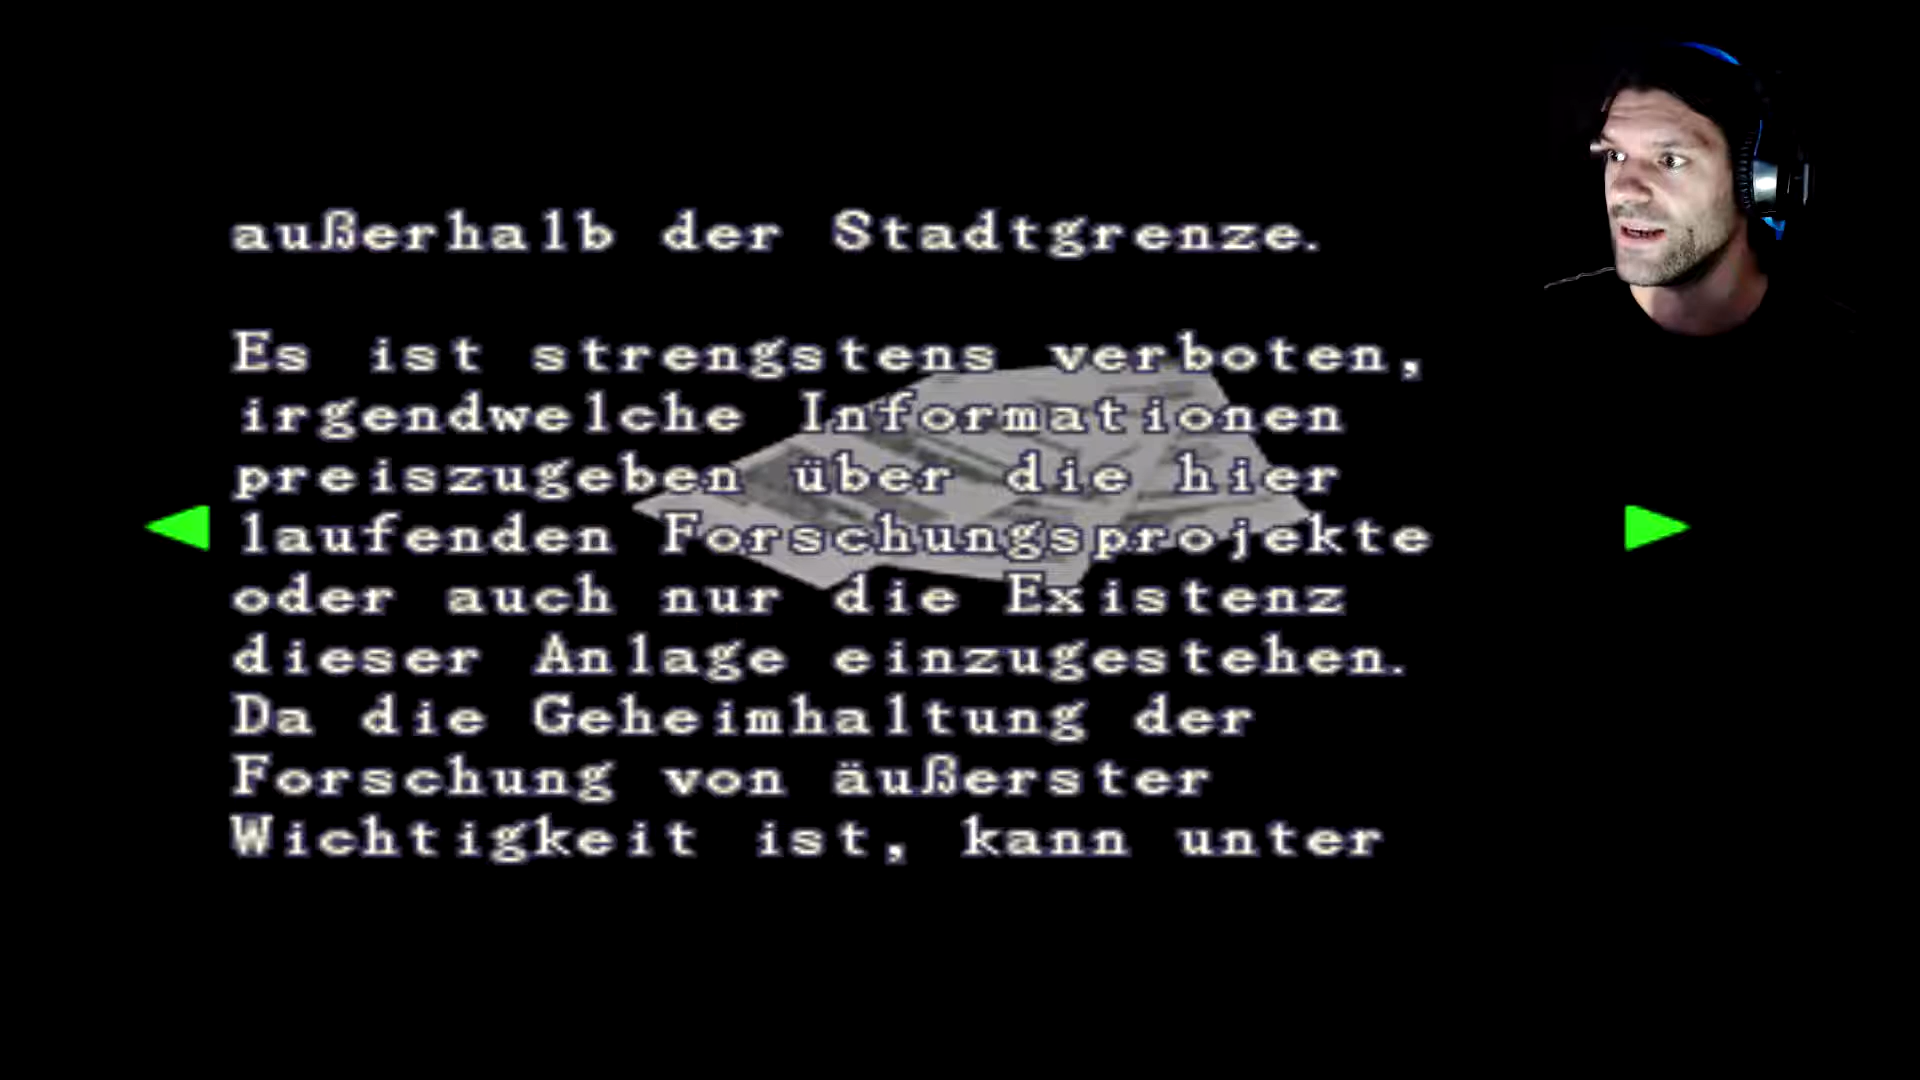 außerhalb der Stadtgrenze.
Es ist strengstens verboten,
irgendwelche Informationen
preiszugeben über die hier
laufenden Forschungsprojekte
oder auch nur die Existenz
dieser Anlage einzugestehen.
Da die Geheimhaltung der
Forschung von äußerster
Wichtigkeit ist, kann unter